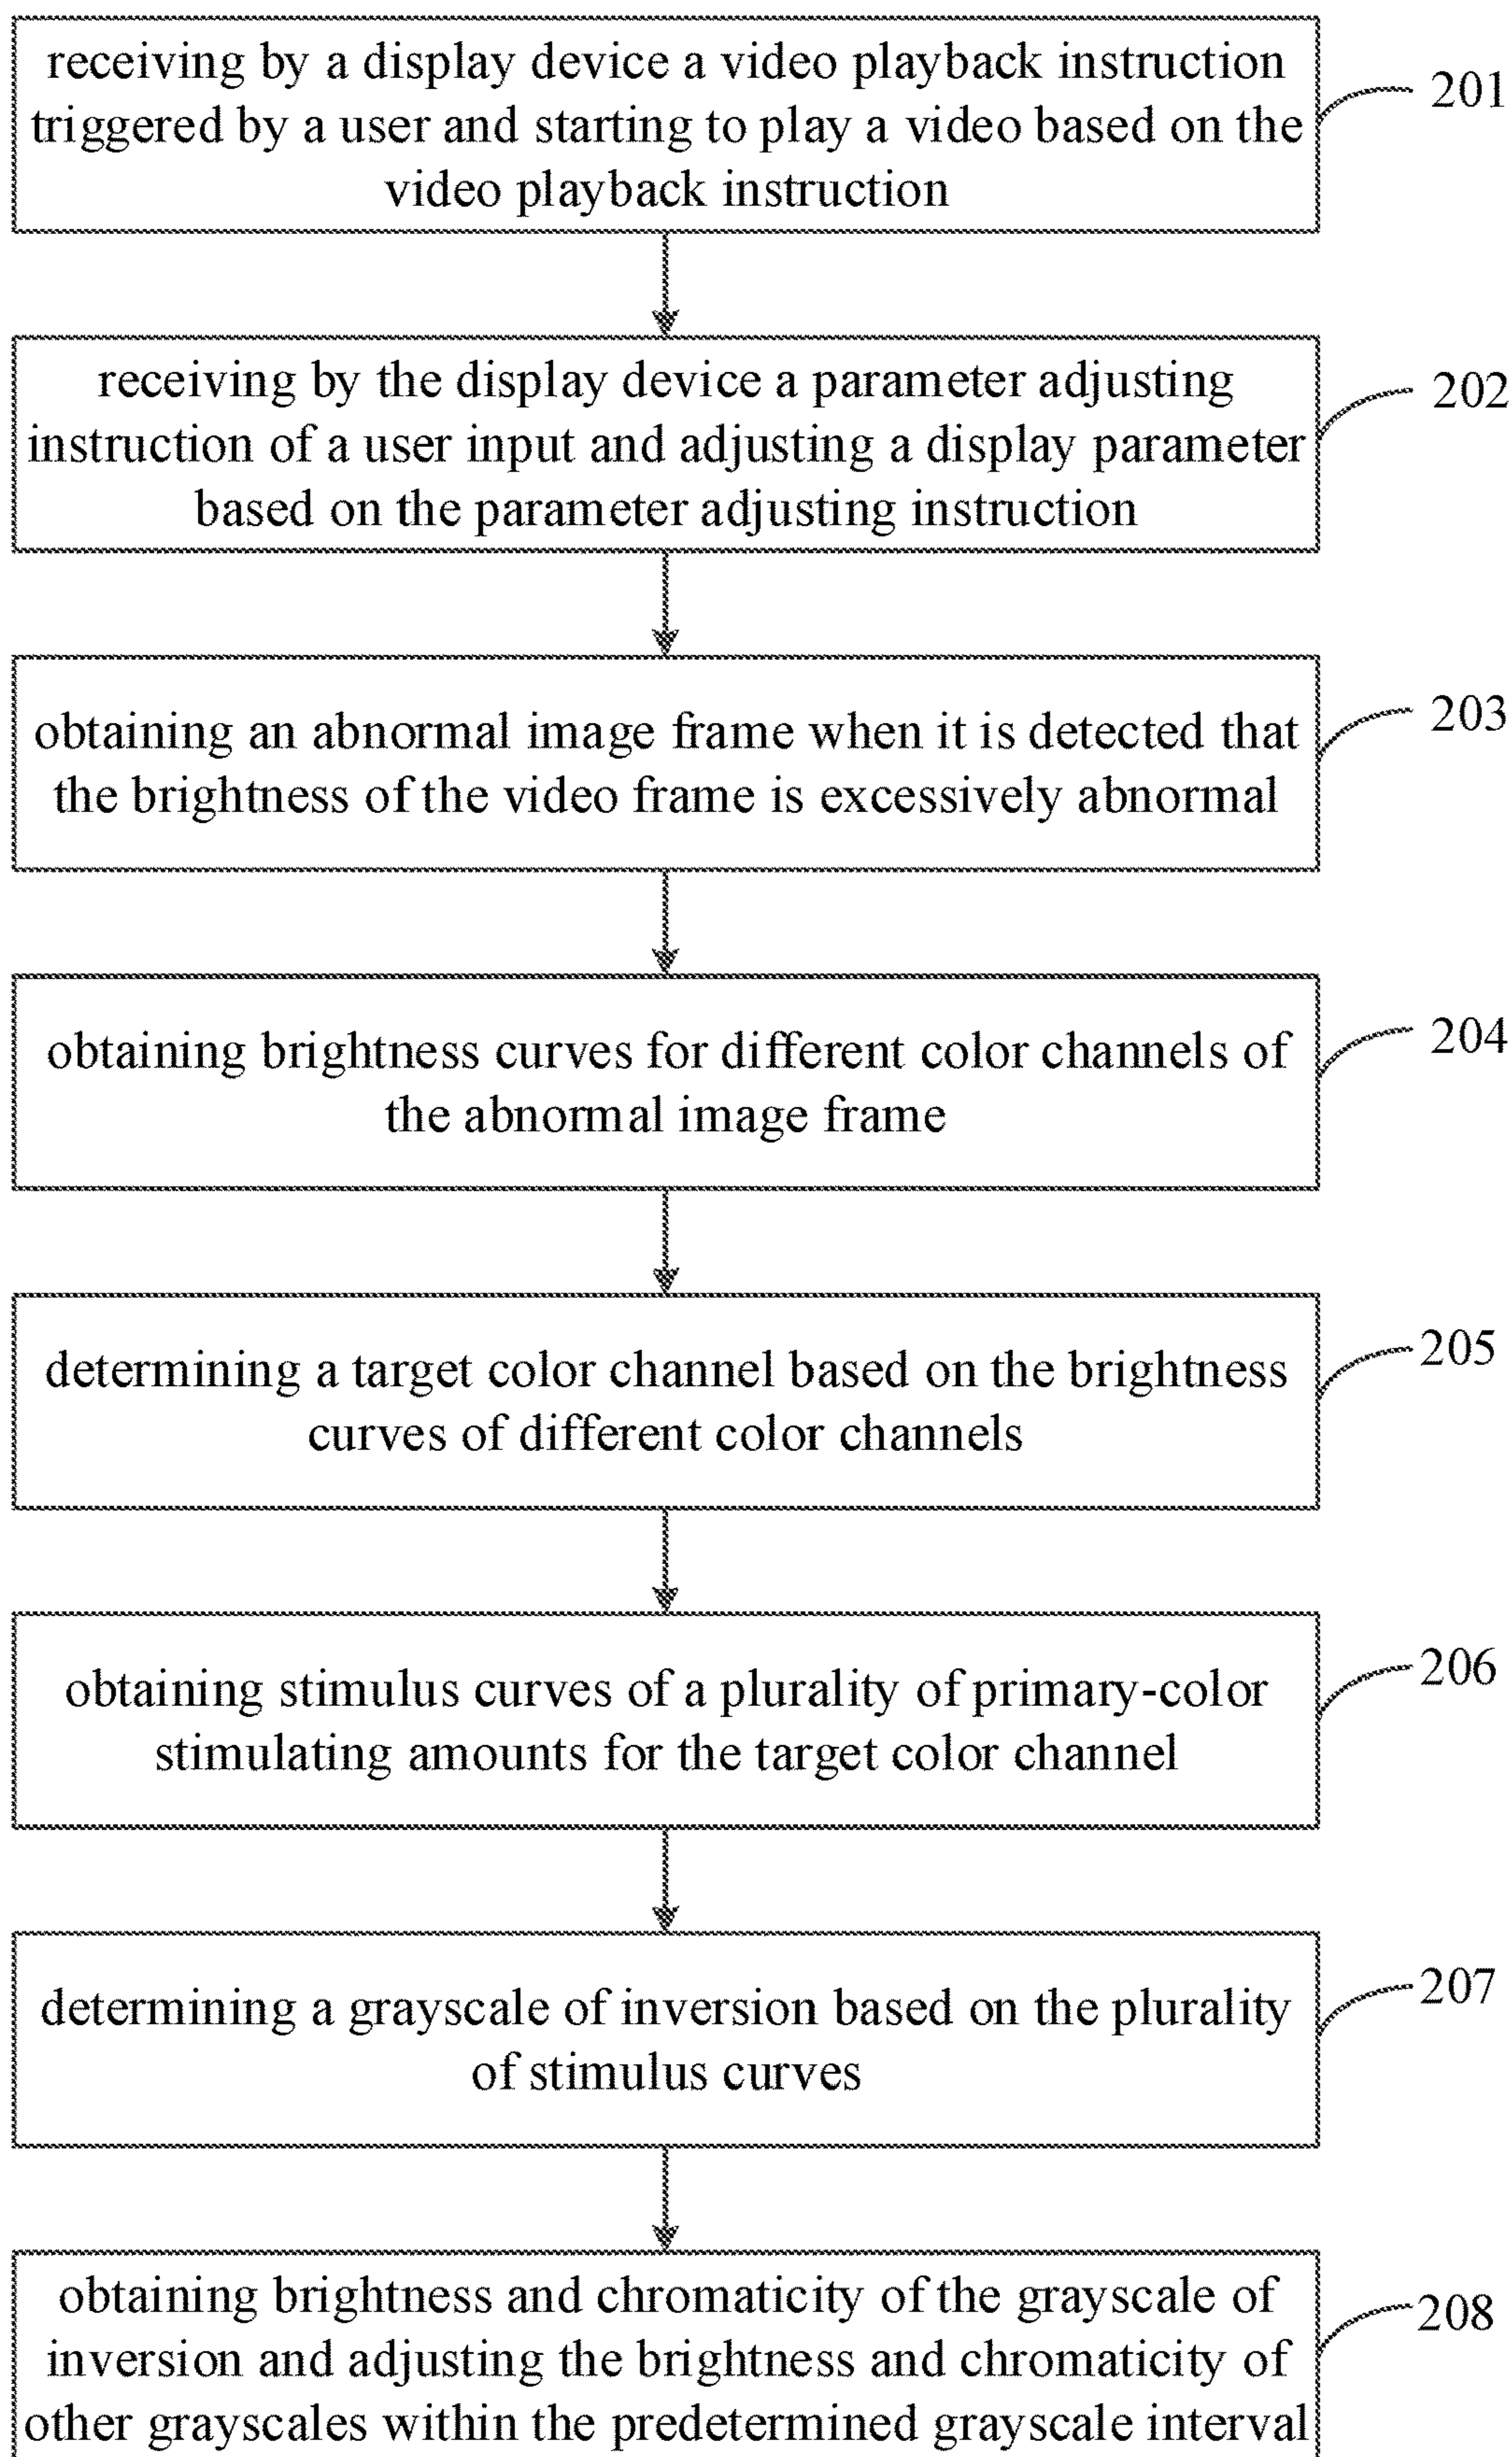 receiving by a display device a video playback instruction
triggered by a user and starting to play a video based on the
video playback instruction
201
receiving by the display device a parameter adjusting
instruction of a user input and adjusting a display parameter
based on the parameter adjusting instruction
202
obtaining an abnormal image frame when it is detected that
the brightness of the video frame is excessively abnormal
203
obtaining brightness curves for different color channels of
the abnormal image frame
204
determining a target color channel based on the brightness
curves of different color channels
205
obtaining stimulus curves of a plurality of primary-color
stimulating amounts for the target color channel
206
determining a grayscale of inversion based on the plurality
of stimulus curves
207
obtaining brightness and chromaticity of the grayscale of
inversion and adjusting the brightness and chromaticity of
other grayscales within the predetermined grayscale interval
208